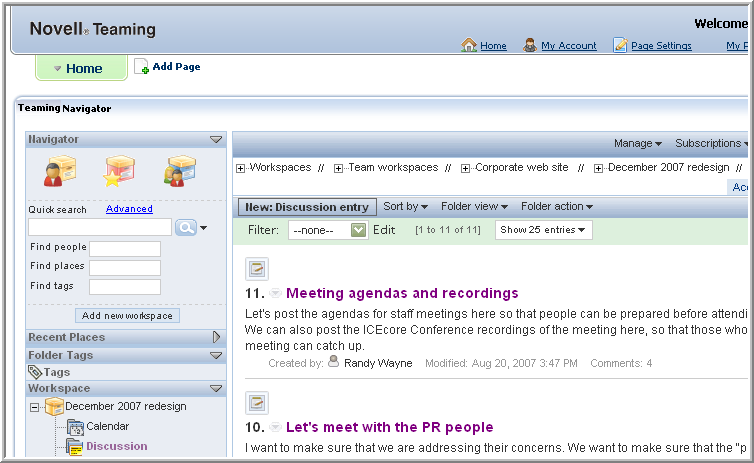 Novell® Teaming
Welcome
Home My Account Page Settings My P
Home Add Page
Teaming Navigator
Navigator
Quick search Advanced
Find people
Find places
Find tags
Add new workspace
Recent Places
Folder Tags
Tags
Workspace
December 2007 redesign
Calendar
Discussion
Manage Subscriptions
Workspaces // Team workspaces // Corporate web site // December 2007 redesign //
Acc
New: Discussion entry Sort by Folder view Folder action
Filter: --none-- Edit [1 to 11 of 11] Show 25 entries
11. Meeting agendas and recordings
Let's post the agendas for staff meetings here so that people can be prepared before attendi
We can also post the ICEcore Conference recordings of the meeting here, so that those who
meeting can catch up.
Created by: Randy Wayne Modified: Aug 20, 2007 3:47 PM Comments: 4
10. Let's meet with the PR people
I want to make sure that we are addressing their concerns. We want to make sure that the "p